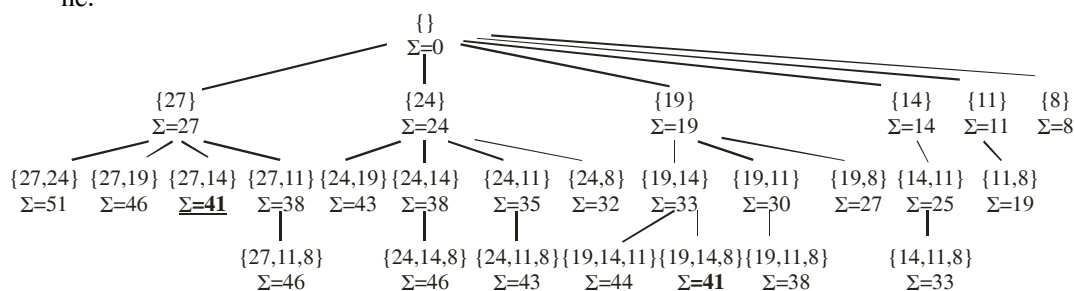 ne.
{}
Σ=0
{27} {24} {19} {14} {11} {8}
Σ=27 Σ=24 Σ=19 Σ=14 Σ=11 Σ=8
{27,24} {27,19} {27,14} {27,11} {24,19} {24,14} {24,11} {24,8} {19,14} {19,11} {19,8} {14,11} {11,8}
Σ=51 Σ=46 Σ=41 Σ=38 Σ=43 Σ=38 Σ=35 Σ=32 Σ=33 Σ=30 Σ=27 Σ=25 Σ=19
{27,11,8} {24,14,8} {24,11,8} {19,14,11} {19,14,8} {19,11,8} {14,11,8}
Σ=46 Σ=46 Σ=43 Σ=44 Σ=41 Σ=38 Σ=33